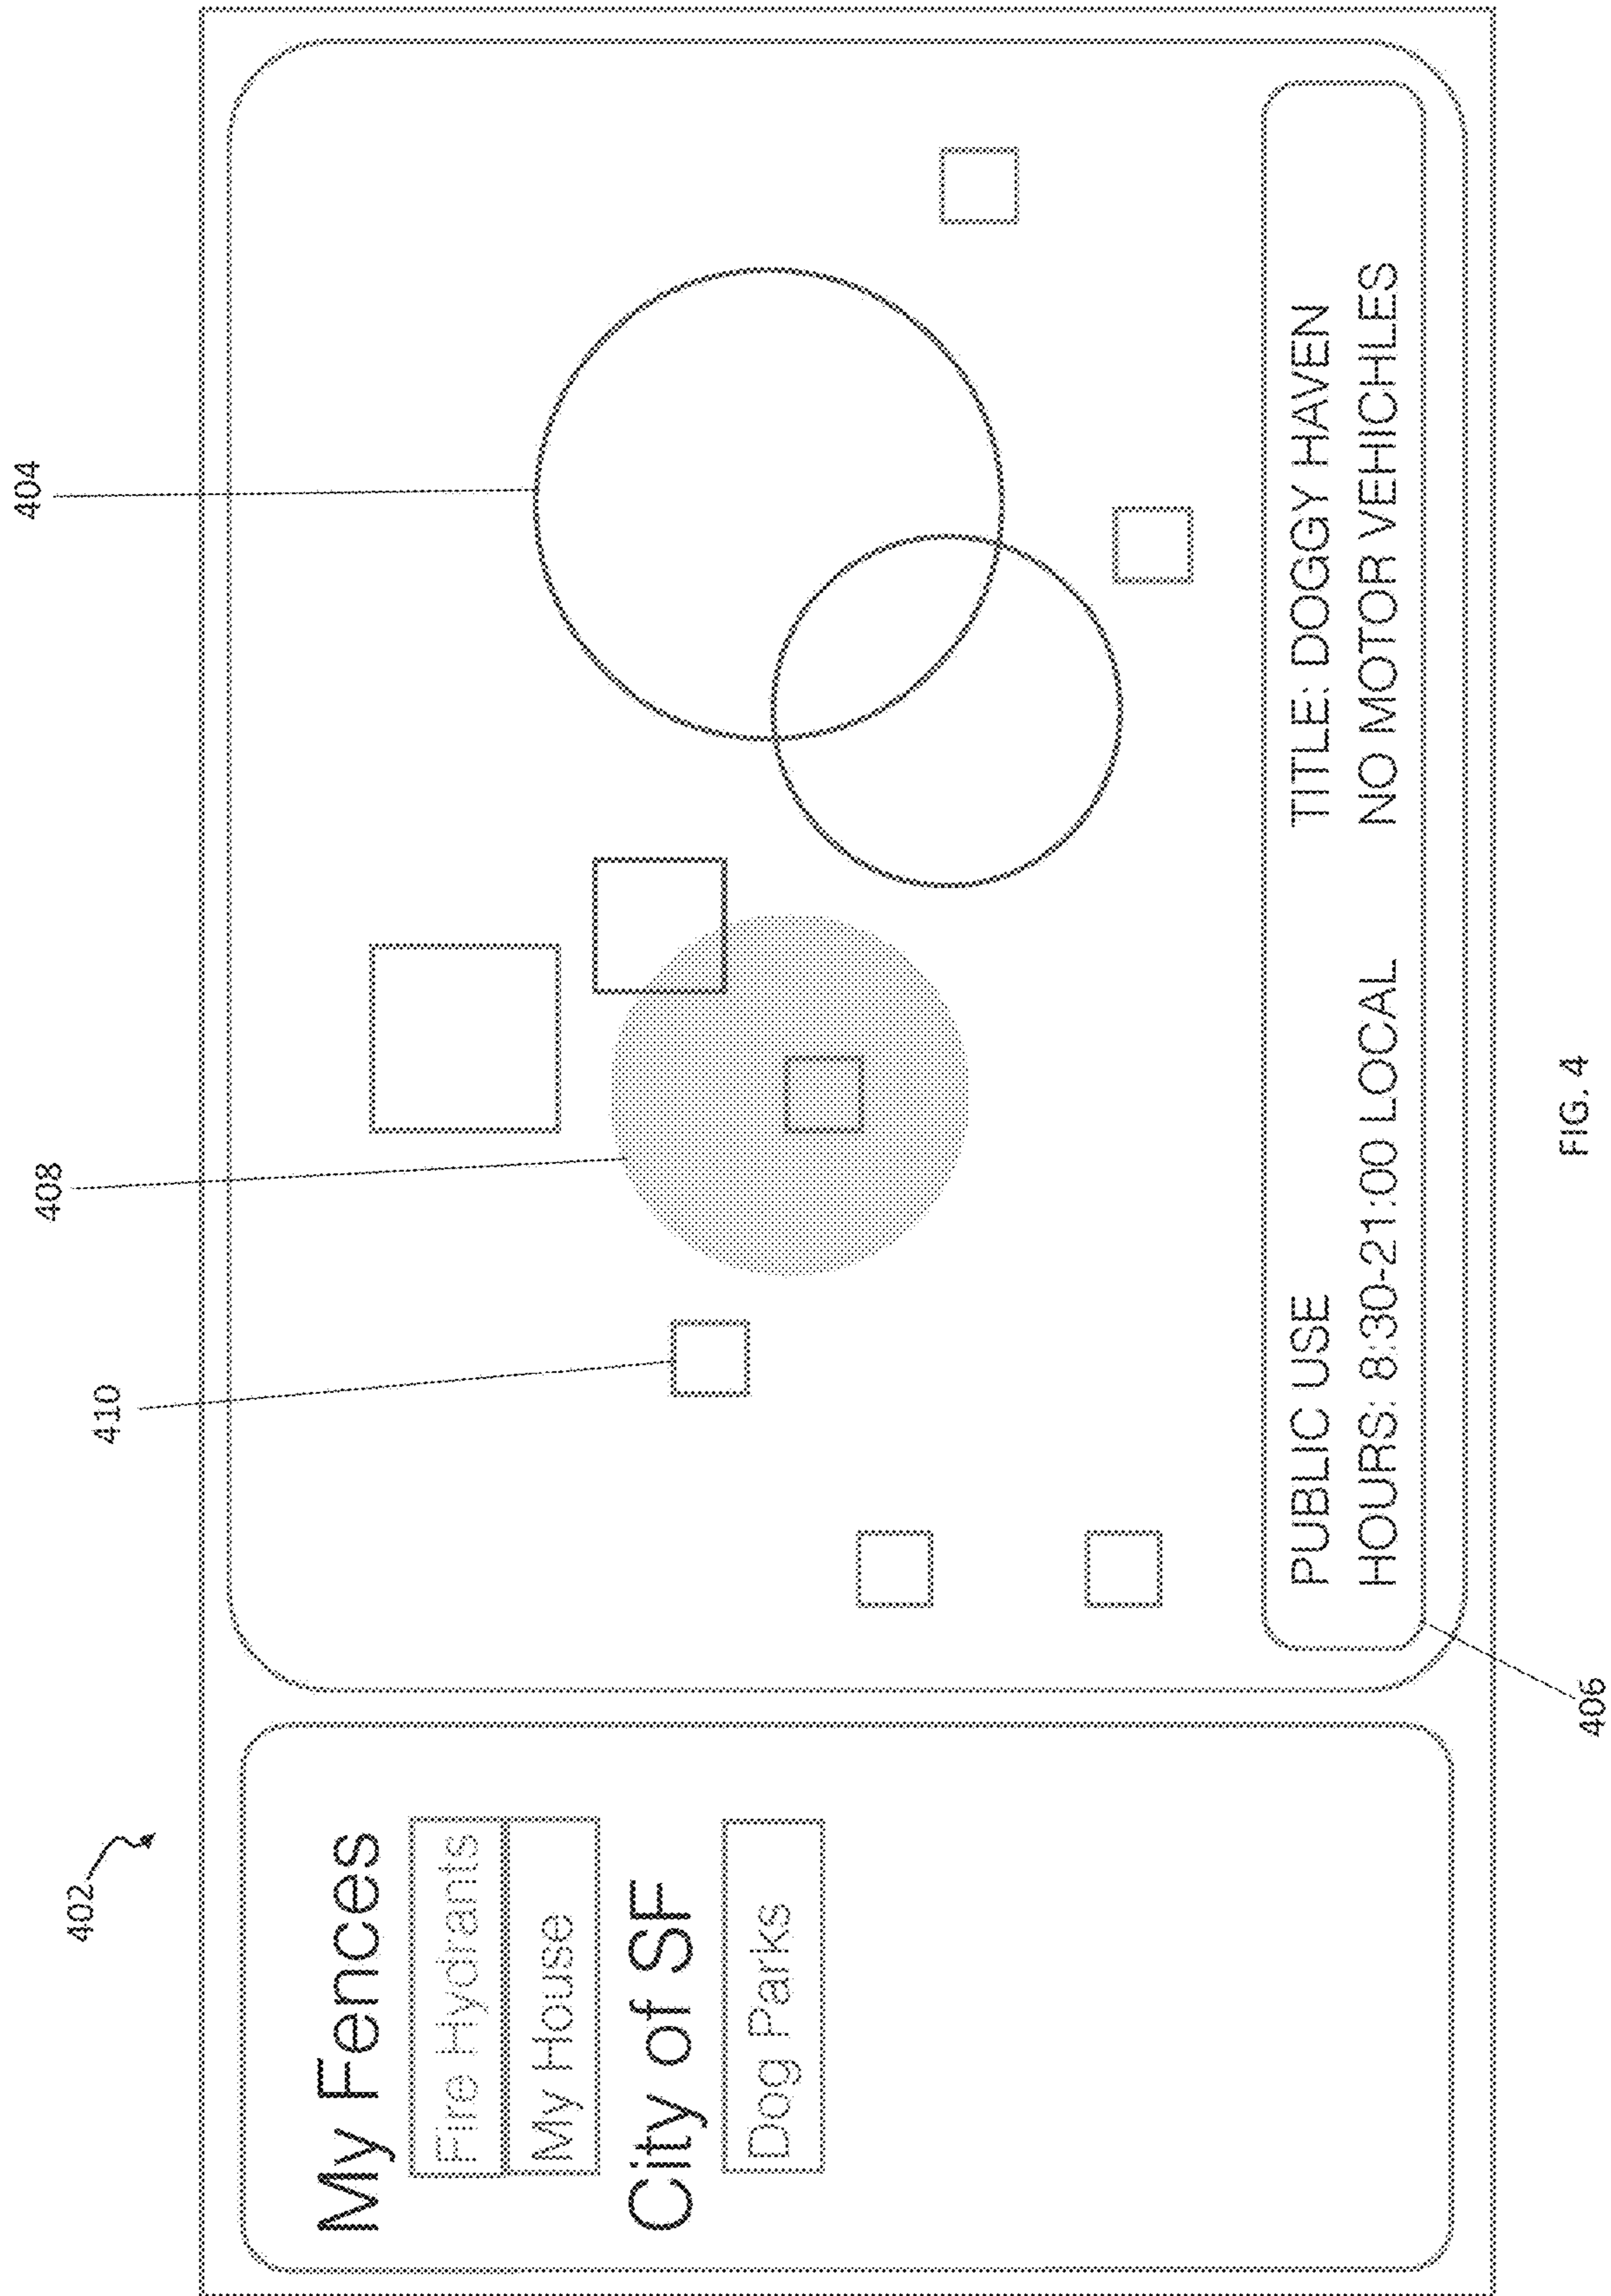 402
410
408
404
My Fences
Fire Hydrants
My House
City of SF
Dog Parks
PUBLIC USE
HOURS: 8:30-21:00 LOCAL
TITLE: DOGGY HAVEN
NO MOTOR VEHICHLES
406
FIG. 4